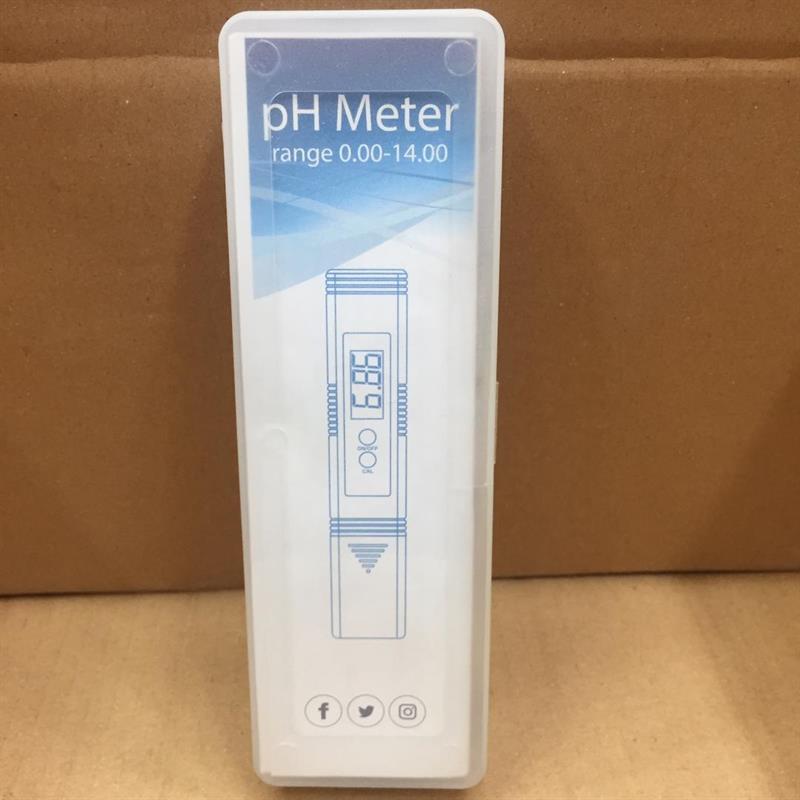 pH Meter
range 0.00-14.00
6.86
ON/OFF
CAL